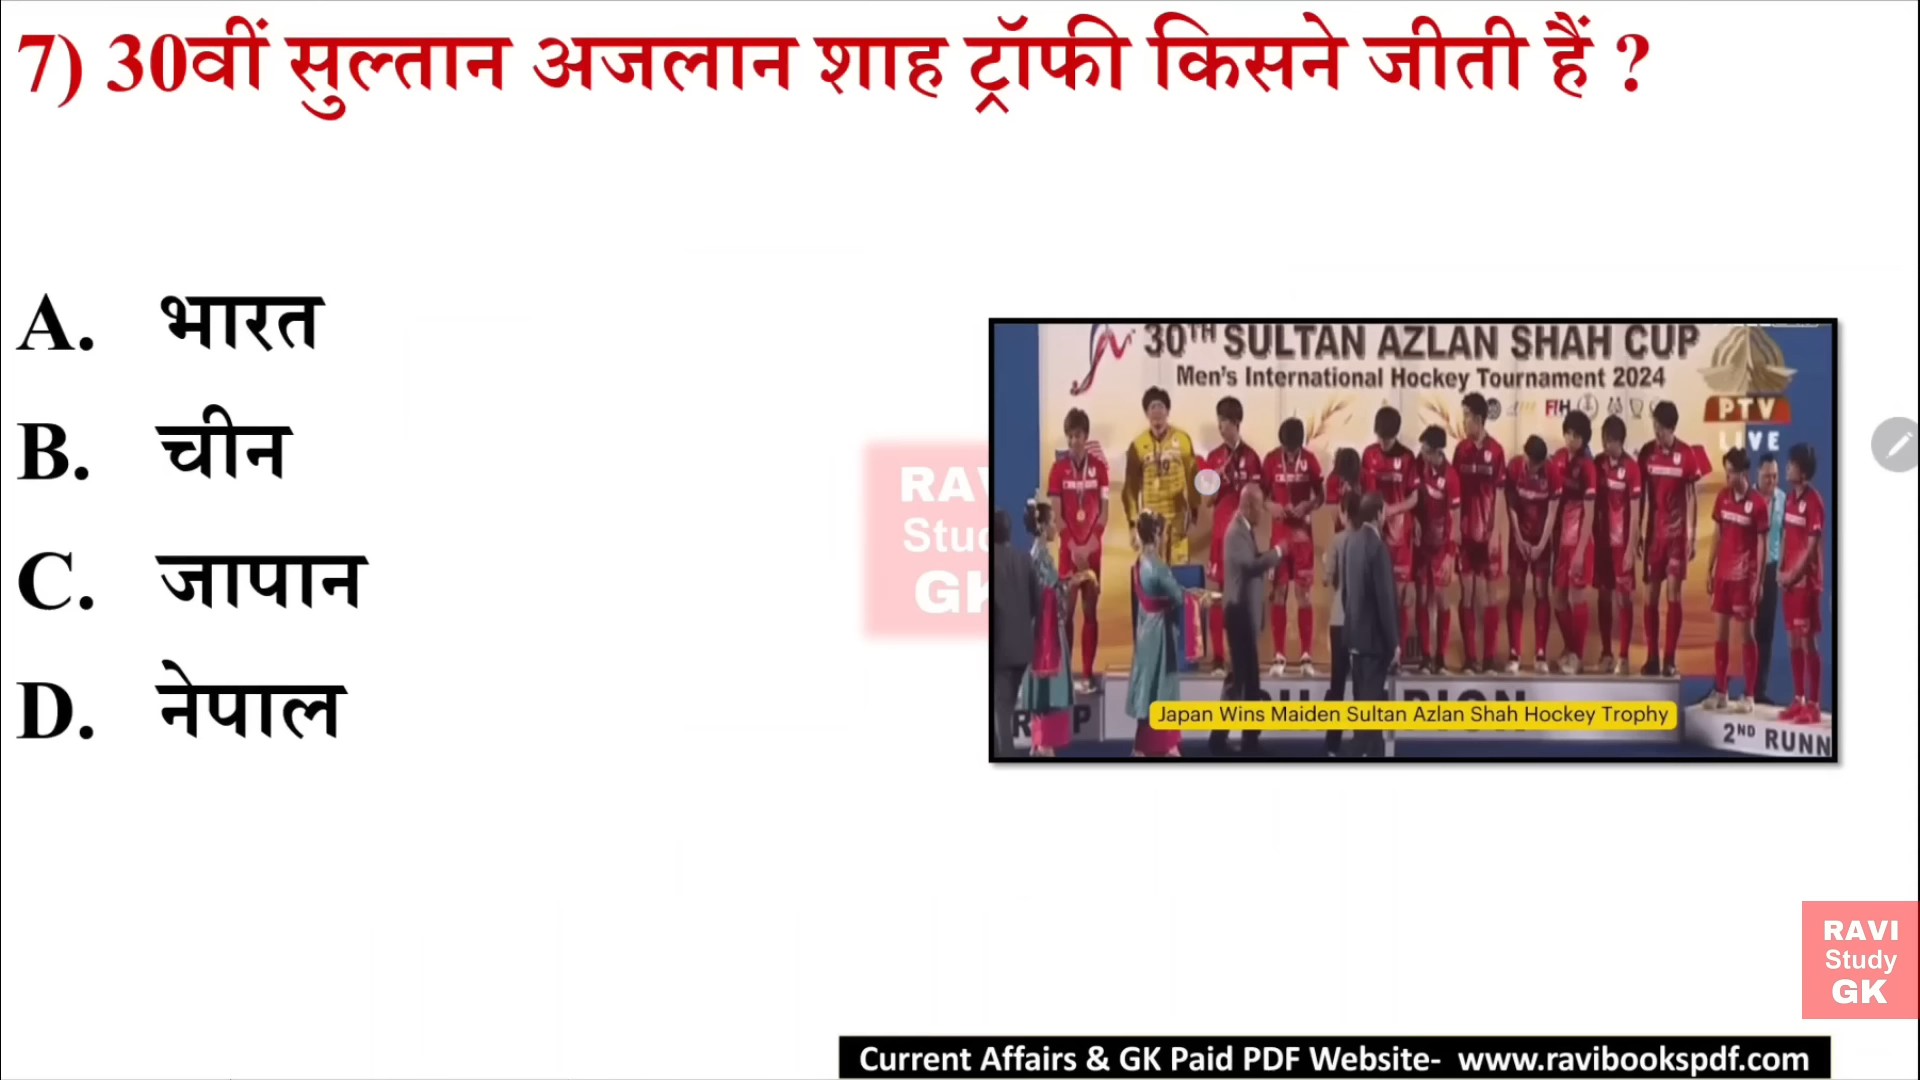 7) 30वीं सुल्तान अजलान शाह ट्रॉफी किसने जीती हैं ?
A. भारत
B. चीन
C. जापान
D. नेपाल
30TH SULTAN AZLAN SHAH CUP
Men's International Hockey Tournament 2024
FIH
PTV
LIVE
Japan Wins Maiden Sultan Azlan Shah Hockey Trophy
2ND RUNN
RAVI
Study
GK
Current Affairs & GK Paid PDF Website- www.ravibookspdf.com